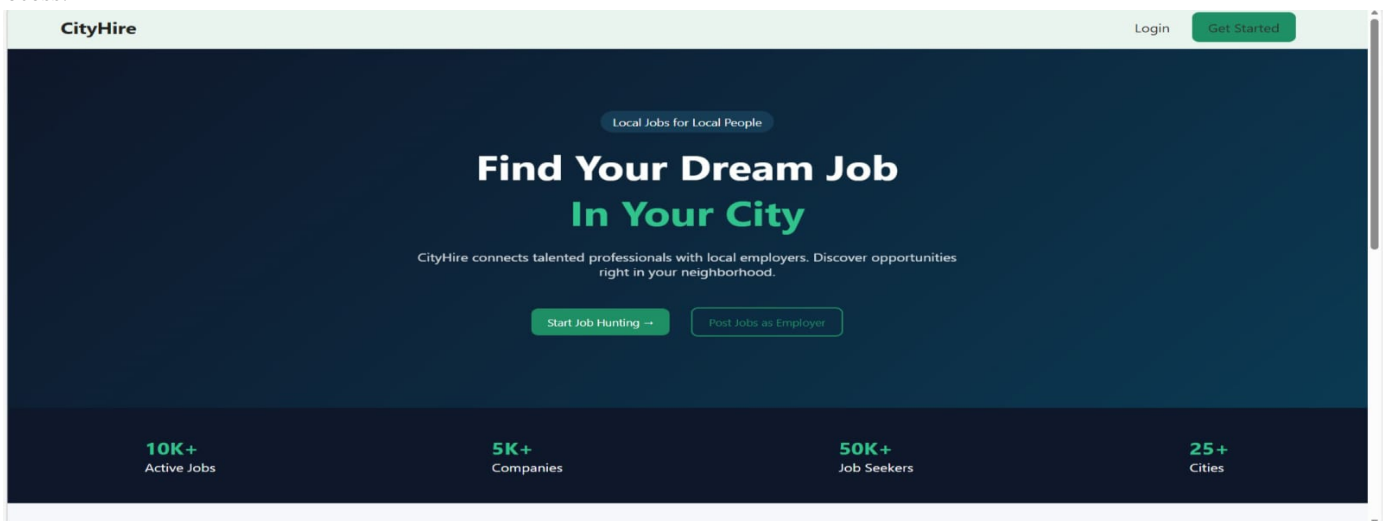 CityHire
Login
Get Started
Local Jobs for Local People
Find Your Dream Job
In Your City
CityHire connects talented professionals with local employers. Discover opportunities
right in your neighborhood.
Start Job Hunting →
Post Jobs as Employer
10K+
Active Jobs
5K+
Companies
50K+
Job Seekers
25+
Cities